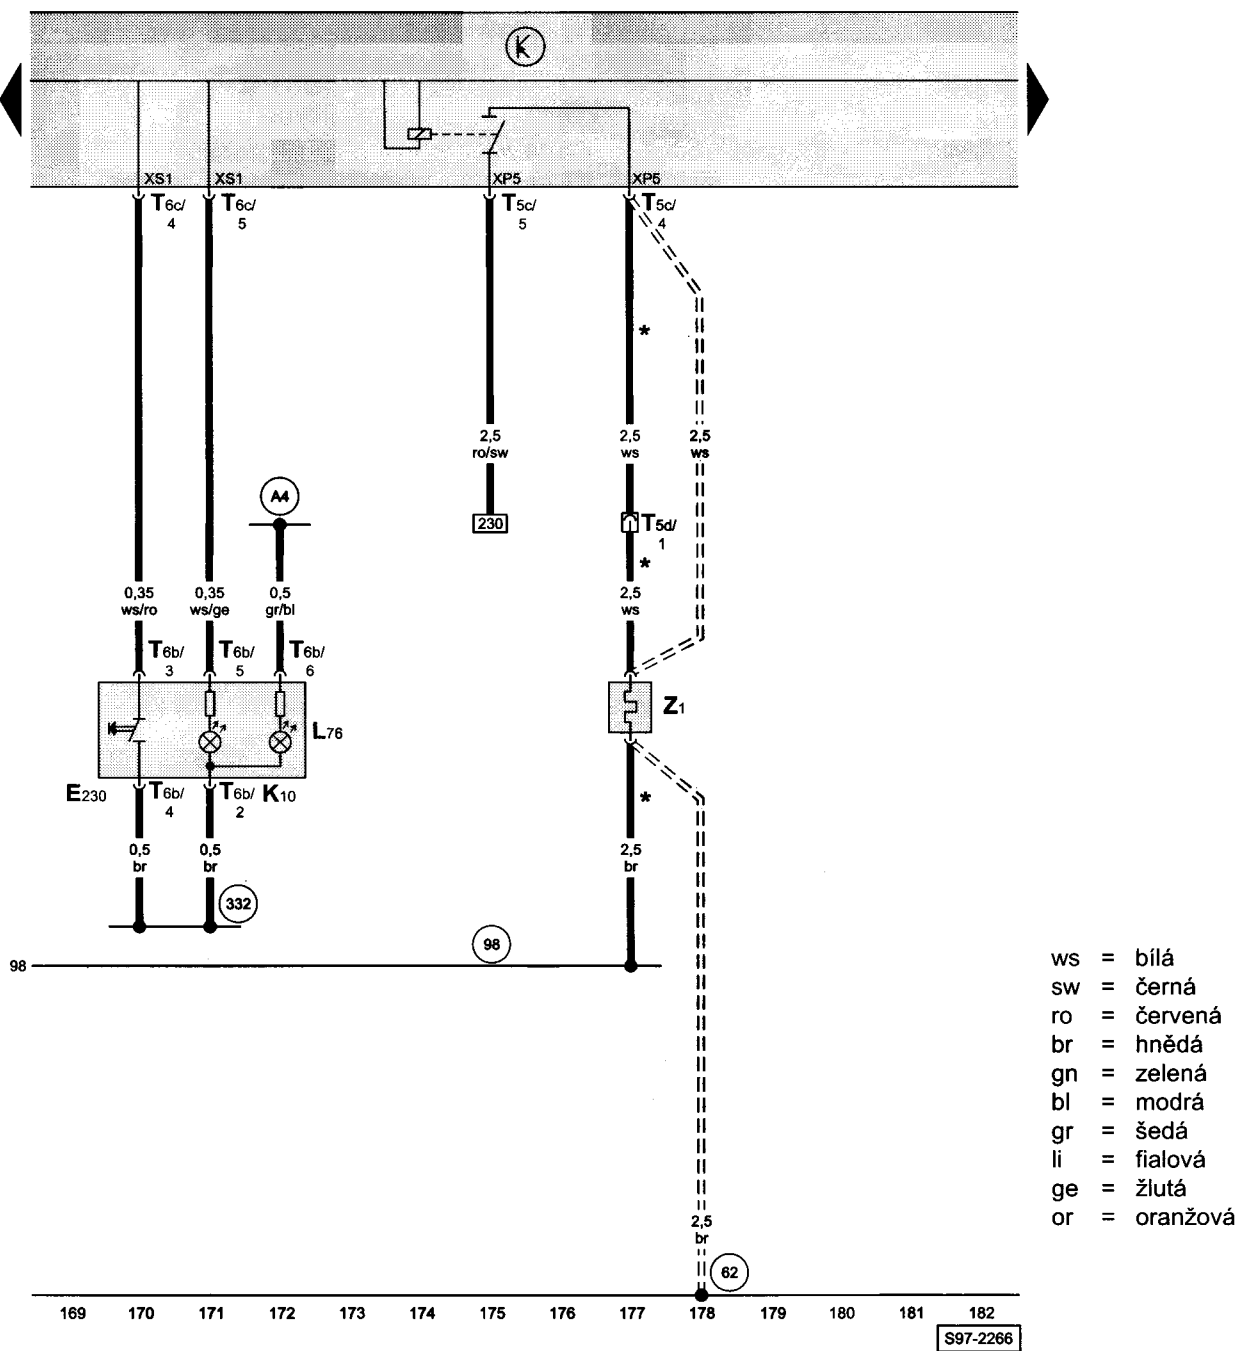 K
XS1 XS1 XP5 XP5
T6c/ T6c/ T5c/ T5c/
4 5 5 4
*
2,5 2,5 2,5
ro/sw ws ws
A4
230 T5d/
1
*
0,35 0,35 0,5 2,5
ws/ro ws/ge gr/bl ws
T6b/ T6b/ T6b/
3 5 6
Z1
L76
E230 T6b/ T6b/ K10
4 2
*
0,5 0,5 2,5
br br br
332
98
98
ws = bílá
sw = černá
ro = červená
br = hnědá
gn = zelená
bl = modrá
gr = šedá
li = fialová
ge = žlutá
or = oranžová
2,5
br
62
169 170 171 172 173 174 175 176 177 178 179 180 181 182
S97-2266